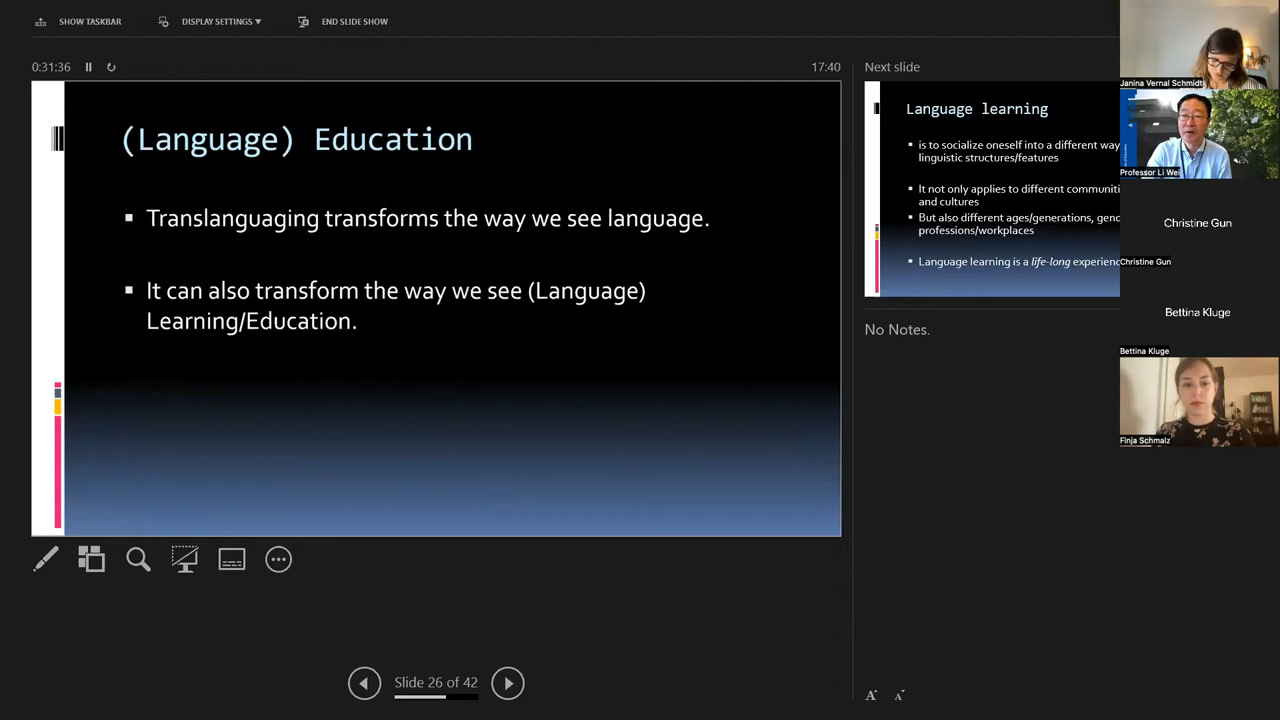 SHOW TASKBAR
DISPLAY SETTINGS
END SLIDE SHOW
0:31:36
17:40
(Language) Education
Translanguaging transforms the way we see language.
It can also transform the way we see (Language)
Learning/Education.
Next slide
Language learning
is to socialize oneself into a different way
linguistic structures/features
It not only applies to different communiti
and cultures
But also different ages/generations, gend
professions/workplaces
Language learning is a life-long experienc
No Notes.
Slide 26 of 42
A
A
Janina Vernal Schmidt
Professor Li Wei
Christine Gun
Christine Gun
Bettina Kluge
Bettina Kluge
Finja Schmalz